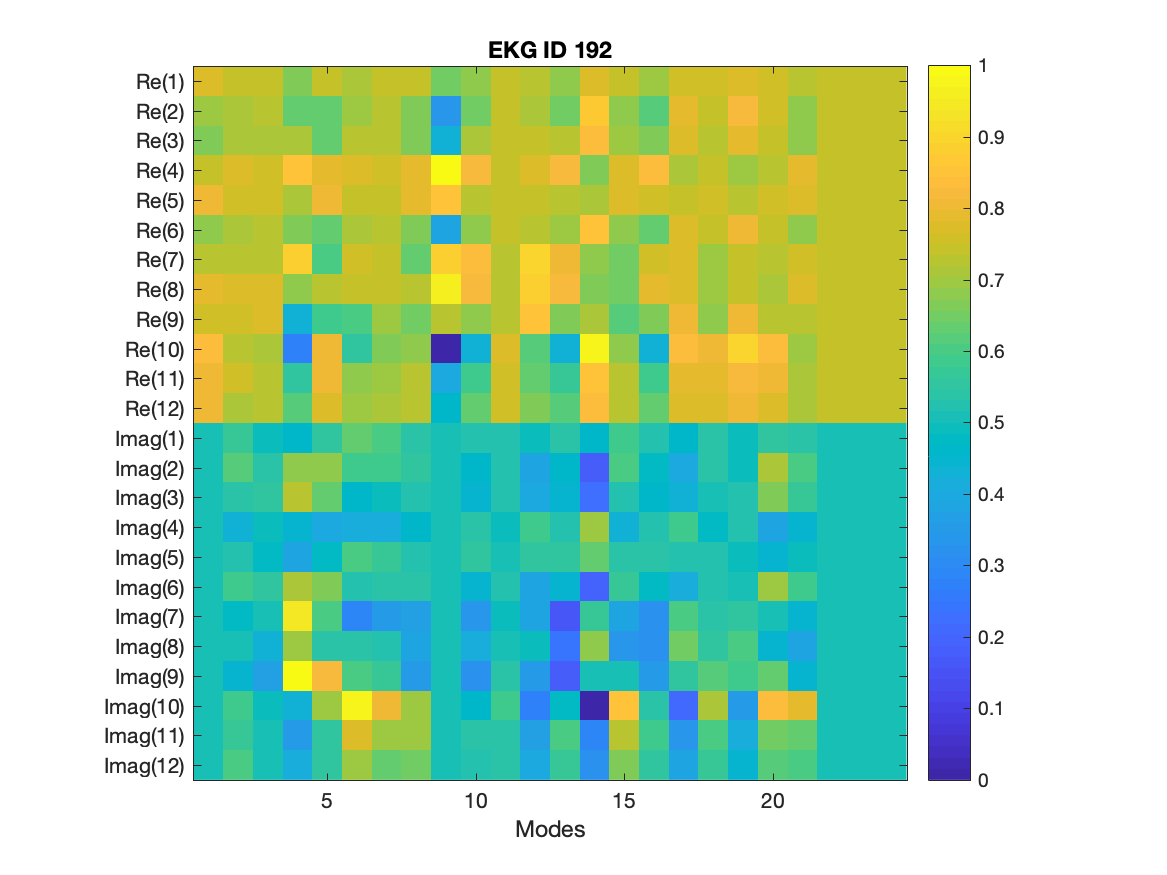 EKG ID 192
Re(1)
Re(2)
Re(3)
Re(4)
Re(5)
Re(6)
Re(7)
Re(8)
Re(9)
Re(10)
Re(11)
Re(12)
Imag(1)
Imag(2)
Imag(3)
Imag(4)
Imag(5)
Imag(6)
Imag(7)
Imag(8)
Imag(9)
Imag(10)
Imag(11)
Imag(12)
5 10 15 20
Modes
1
0.9
0.8
0.7
0.6
0.5
0.4
0.3
0.2
0.1
0